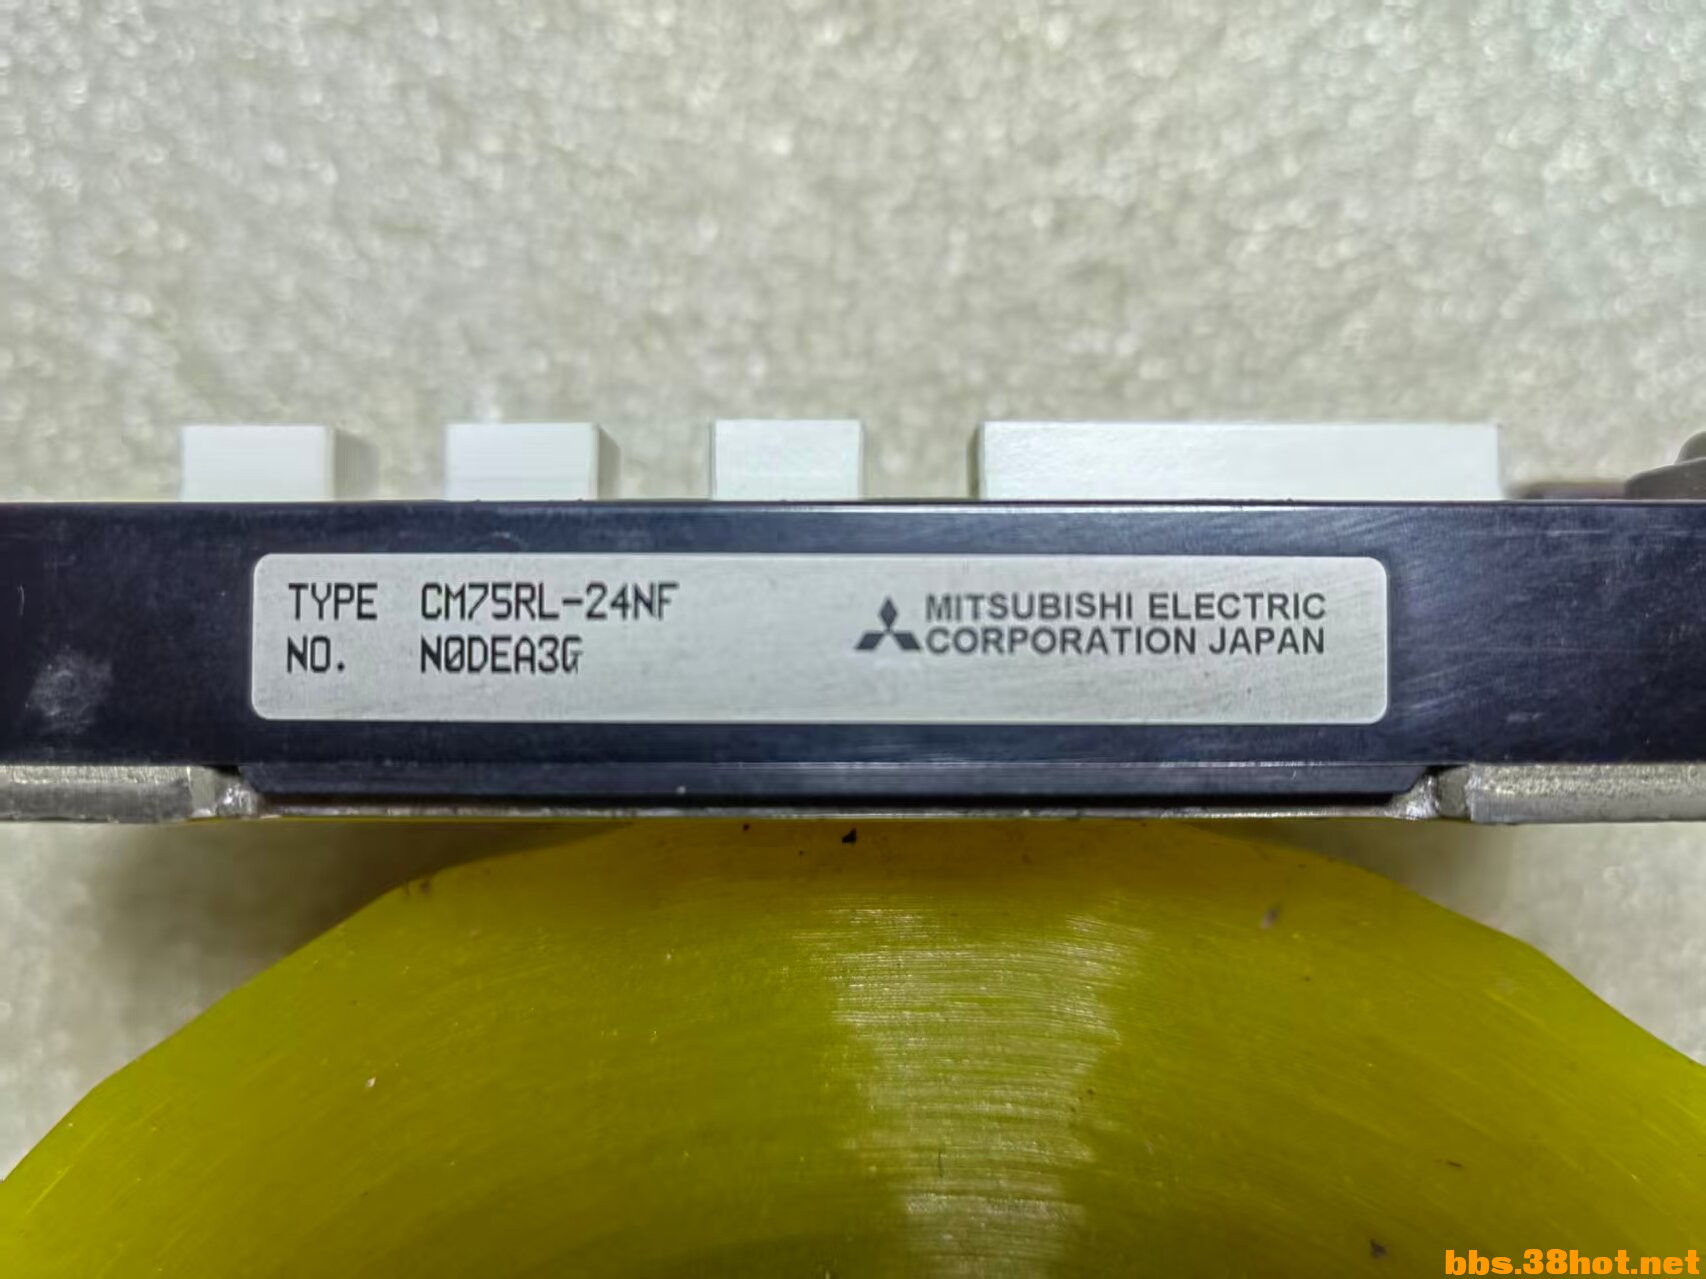 TYPE CM75RL-24NF
NO. N0DEA3G
MITSUBISHI ELECTRIC
CORPORATION JAPAN
bbs.38hot.net